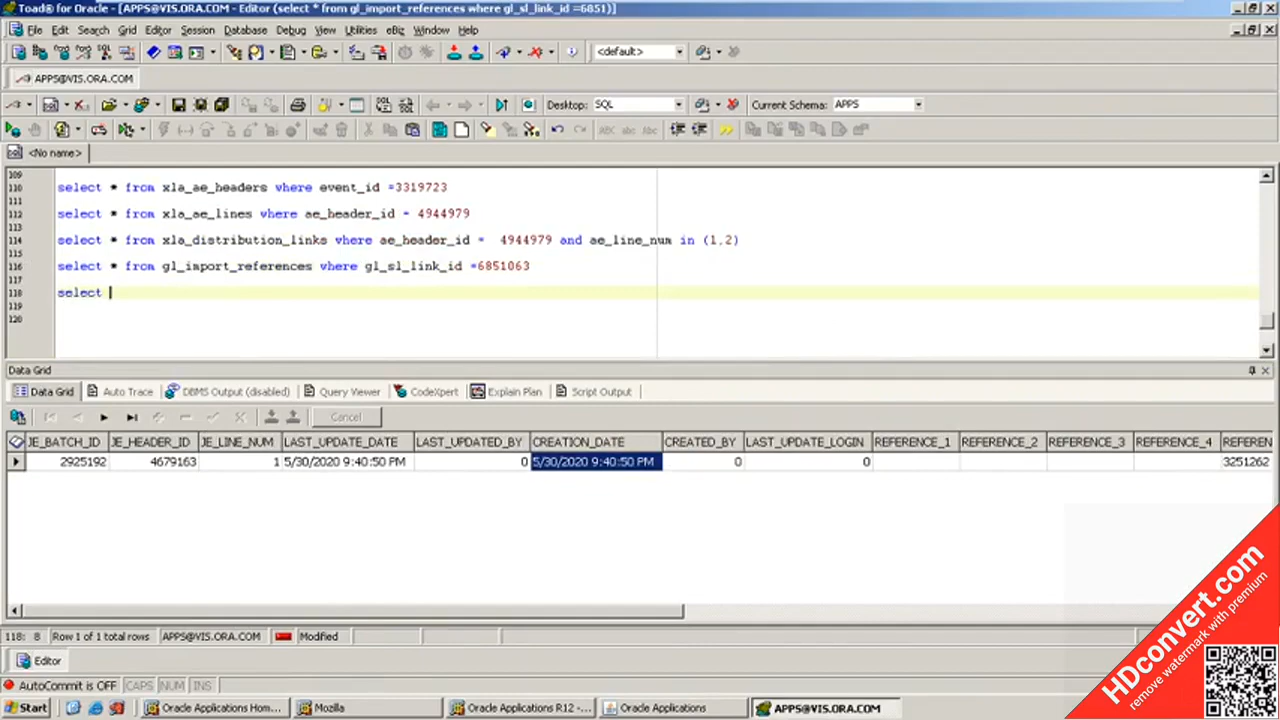 Toad® for Oracle - [APPS@VIS.ORA.COM - Editor (select * from gl_import_references where gl_sl_link_id =6851)]
File Edit Search Grid Editor Session Database Debug View Utilities eBiz Window Help
<default>
APPS@VIS.ORA.COM
Desktop: SQL Current Schema: APPS
<No name>
109
110 select * from xla_ae_headers where event_id =3319723
111
112 select * from xla_ae_lines where ae_header_id = 4944979
113
114 select * from xla_distribution_links where ae_header_id = 4944979 and ae_line_num in (1,2)
115
116 select * from gl_import_references where gl_sl_link_id =6851063
117
118 select
119
120
Data Grid
Data Grid Auto Trace DBMS Output (disabled) Query Viewer CodeXpert Explain Plan Script Output
Cancel
JE_BATCH_ID JE_HEADER_ID JE_LINE_NUM LAST_UPDATE_DATE LAST_UPDATED_BY CREATION_DATE CREATED_BY LAST_UPDATE_LOGIN REFERENCE_1 REFERENCE_2 REFERENCE_3 REFERENCE_4 REFEREN
2925192 4679163 1 5/30/2020 9:40:50 PM 0 5/30/2020 9:40:50 PM 0 0 3251262
118: 8 Row 1 of 1 total rows APPS@VIS.ORA.COM Modified
Editor
AutoCommit is OFF CAPS NUM INS
Start Oracle Applications Hom... Mozilla Oracle Applications R12 -... Oracle Applications APPS@VIS.ORA.COM
HDconvert.com
remove watermark with premium